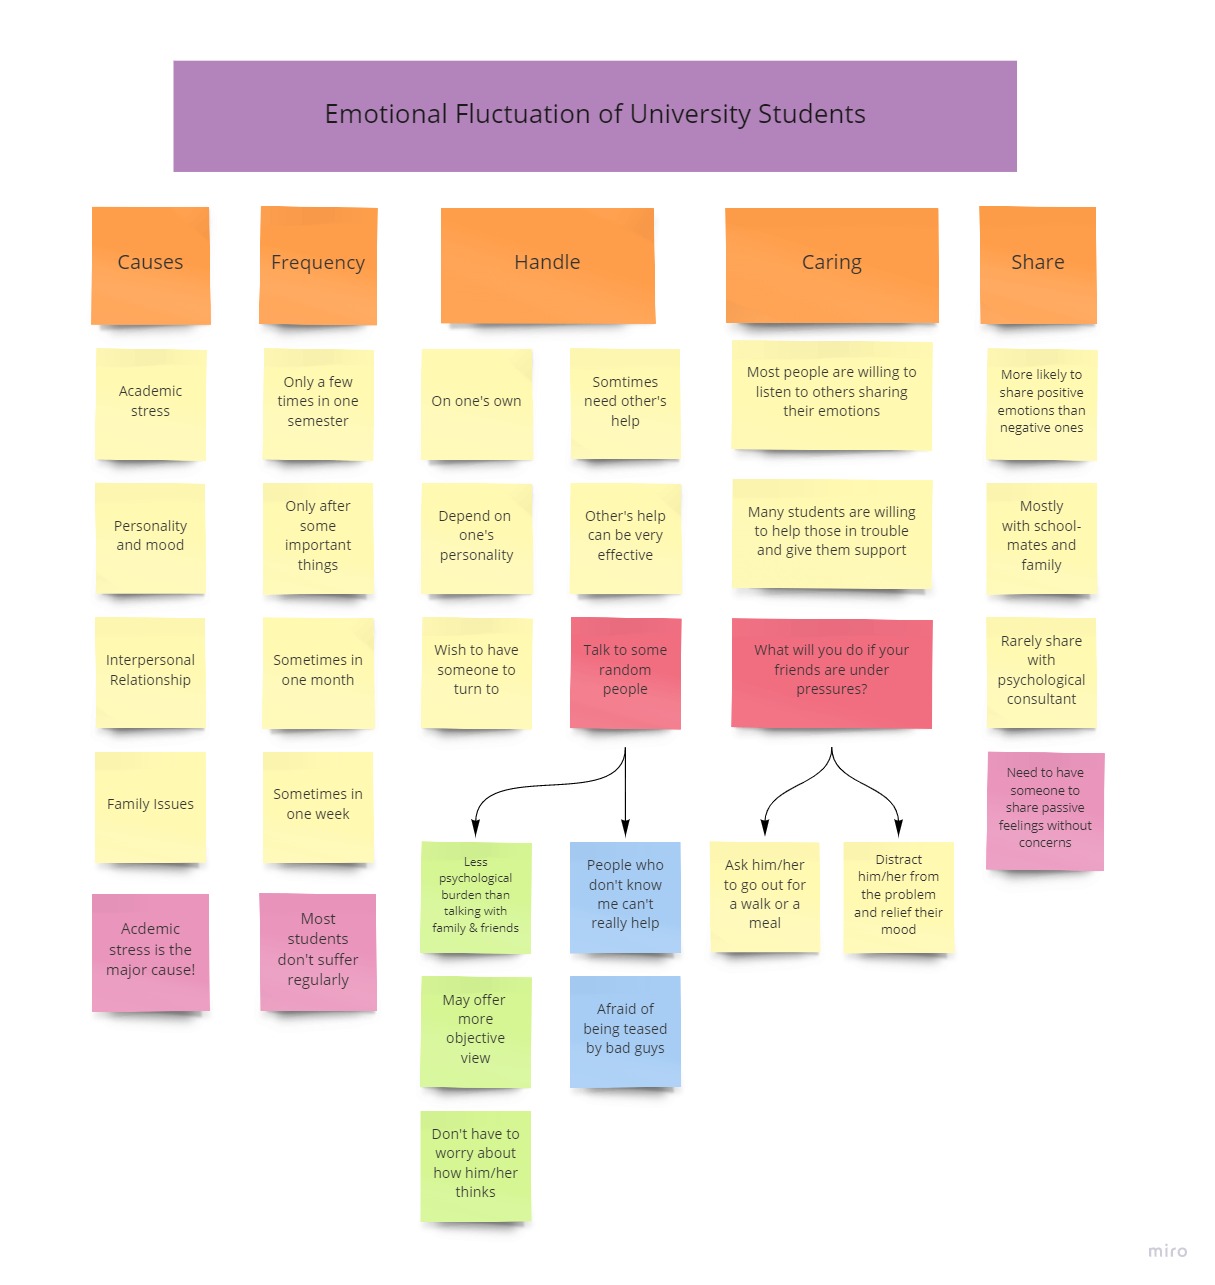 Emotional Fluctuation of University Students
Causes
Academic
stress
Personality
and mood
Interpersonal
Relationship
Family Issues
Acdemic
stress is the
major cause!
Frequency
Only a few
times in one
semester
Only after
some
important
things
Sometimes in
one month
Sometimes in
one week
Most
students
don't suffer
regularly
Handle
On one's own
Depend on
one's
personality
Wish to have
someone to
turn to
Somtimes
need other's
help
Other's help
can be very
effective
Talk to some
random
people
Less
psychological
burden than
talking with
family & friends
May offer
more
objective
view
Don't have to
worry about
how him/her
thinks
People who
don't know
me can't
really help
Afraid of
being teased
by bad guys
Caring
Most people are willing to
listen to others sharing
their emotions
Many students are willing
to help those in trouble
and give them support
What will you do if your
friends are under
pressures?
Ask him/her
to go out for
a walk or a
meal
Distract
him/her from
the problem
and relief their
mood
Share
More likely to
share positive
emotions than
negative ones
Mostly
with school-
mates and
family
Rarely share
with
psychological
consultant
Need to have
someone to
share passive
feelings without
concerns
miro